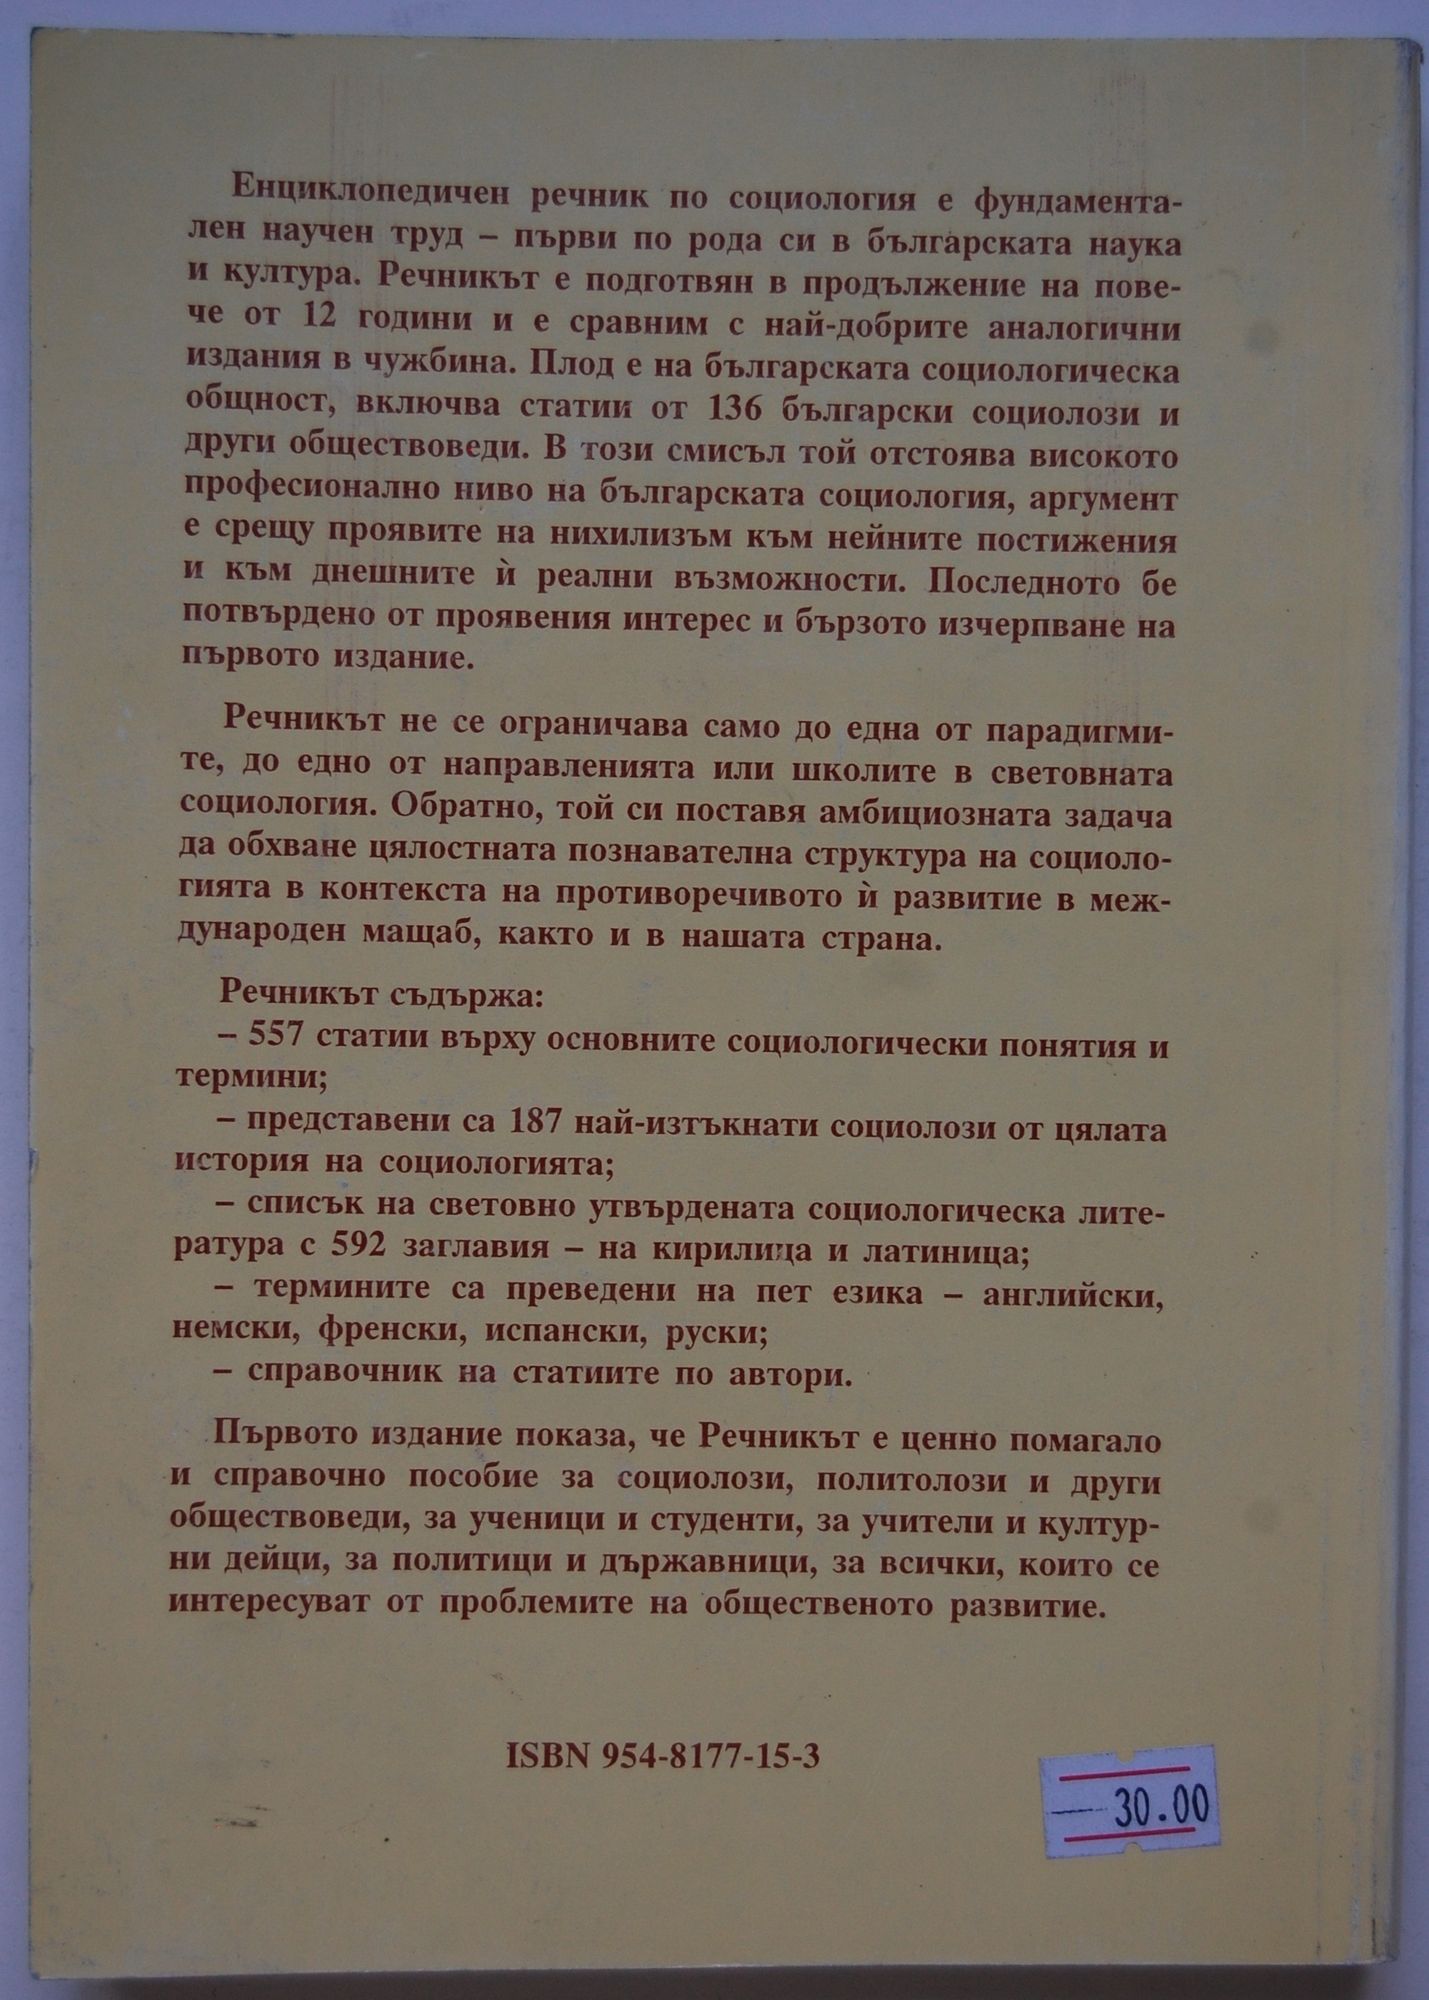 Енциклопедичен речник по социология е фундамента-
лен научен труд – първи по рода си в българската наука
и култура. Речникът е подготвян в продължение на пове-
че от 12 години и е сравним с най-добрите аналогични
издания в чужбина. Плод е на българската социологическа
общност, включва статии от 136 български социолози и
други обществоведи. В този смисъл той отстоява високото
професионално ниво на българската социология, аргумент
е срещу проявите на нихилизъм към нейните постижения
и към днешните ѝ реални възможности. Последното бе
потвърдено от проявения интерес и бързото изчерпване на
първото издание.
Речникът не се ограничава само до една от парадигми-
те, до едно от направленията или школите в световната
социология. Обратно, той си поставя амбициозната задача
да обхване цялостната познавателна структура на социоло-
гията в контекста на противоречивото ѝ развитие в меж-
дународен мащаб, както и в нашата страна.
Речникът съдържа:
– 557 статии върху основните социологически понятия и
термини;
– представени са 187 най-изтъкнати социолози от цялата
история на социологията;
– списък на световно утвърдената социологическа лите-
ратура с 592 заглавия – на кирилица и латиница;
– термините са преведени на пет езика – английски,
немски, френски, испански, руски;
– справочник на статиите по автори.
Първото издание показа, че Речникът е ценно помагало
и справочно пособие за социолози, политолози и други
обществоведи, за ученици и студенти, за учители и култур-
ни дейци, за политици и държавници, за всички, които се
интересуват от проблемите на общественото развитие.
ISBN 954-8177-15-3
30.00